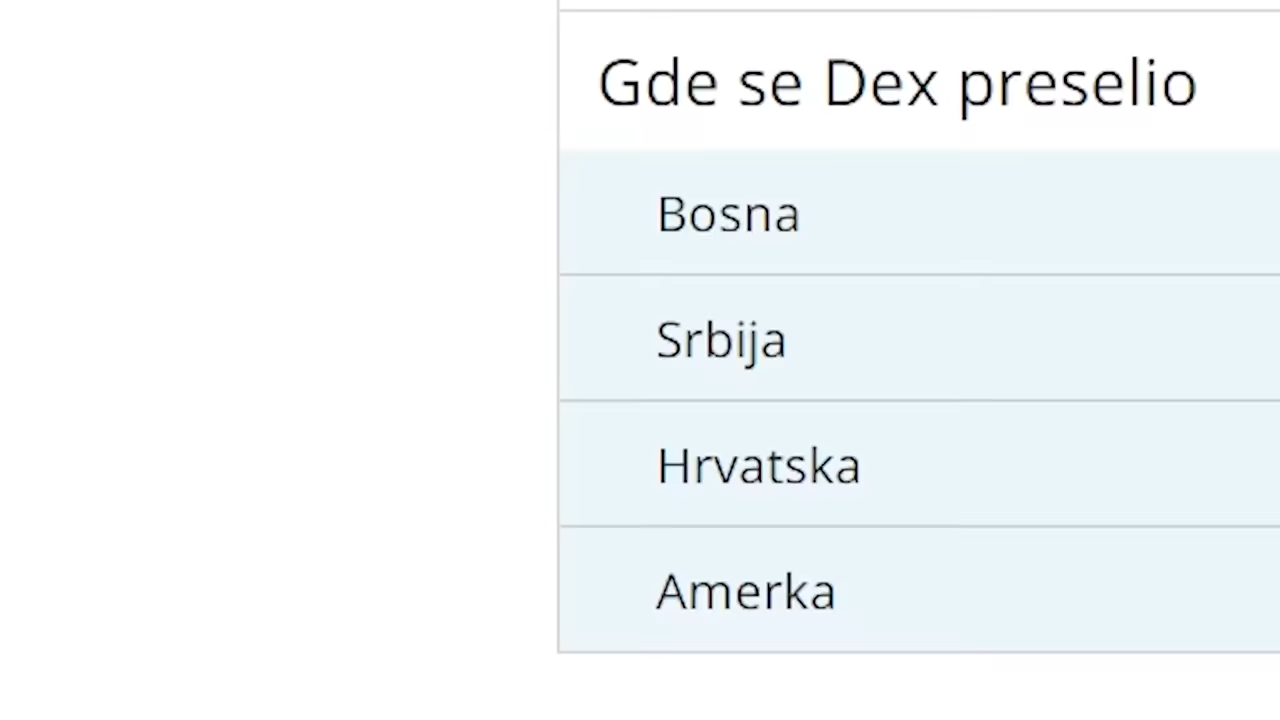 Gde se Dex preselio
Bosna
Srbija
Hrvatska
Amerka